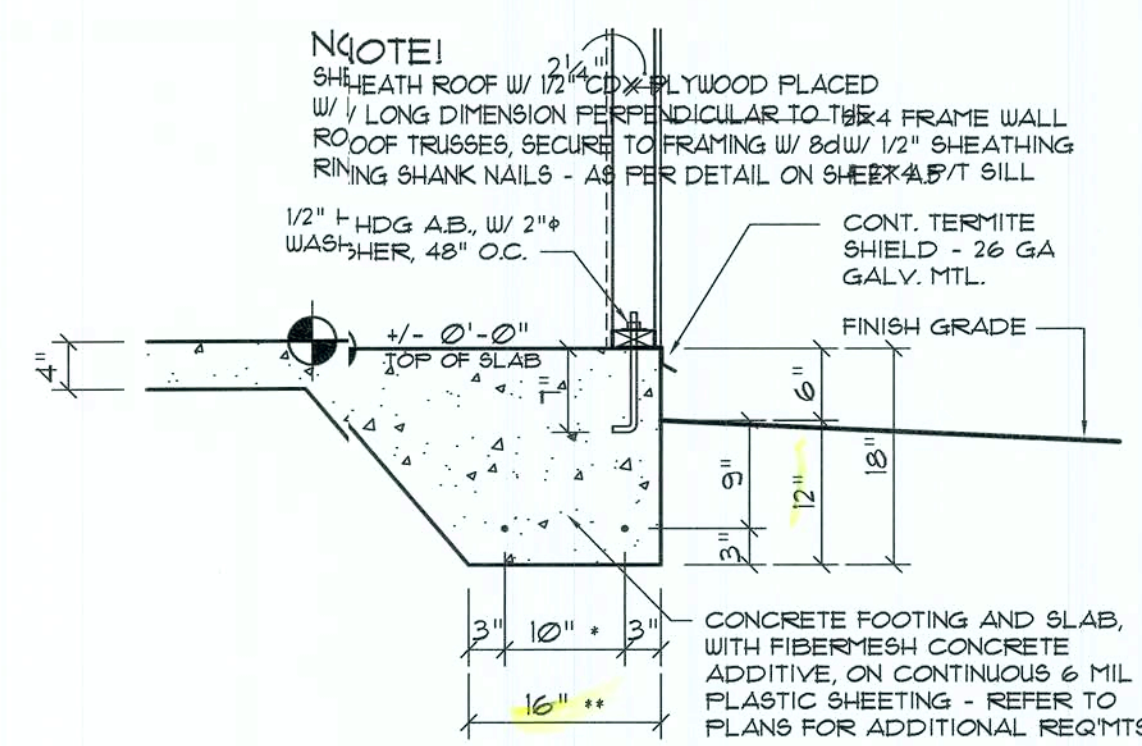 NOTE!
SHEATH ROOF W/ 1/2" CDX PLYWOOD PLACED
W/ LONG DIMENSION PERPENDICULAR TO THE
ROOF TRUSSES, SECURE TO FRAMING W/ 8d
RING SHANK NAILS - AS PER DETAIL ON SHEET
2 1/4"
2X4 FRAME WALL
W/ 1/2" SHEATHING
2X4 P/T SILL
1/2" HDG A.B., W/ 2"φ
WASHER, 48" O.C.
CONT. TERMITE
SHIELD - 26 GA
GALV. MTL.
FINISH GRADE
+/- 0'-0"
TOP OF SLAB
4"
7"
6"
18"
9"
12"
3"
3"
10" *
3"
16" **
CONCRETE FOOTING AND SLAB,
WITH FIBERMESH CONCRETE
ADDITIVE, ON CONTINUOUS 6 MIL
PLASTIC SHEETING - REFER TO
PLANS FOR ADDITIONAL REQ'MTS